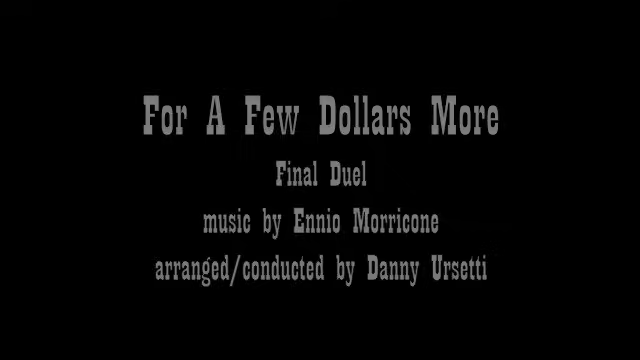 For A Few Dollars More
Final Duel
music by Ennio Morricone
arranged/conducted by Danny Ursetti